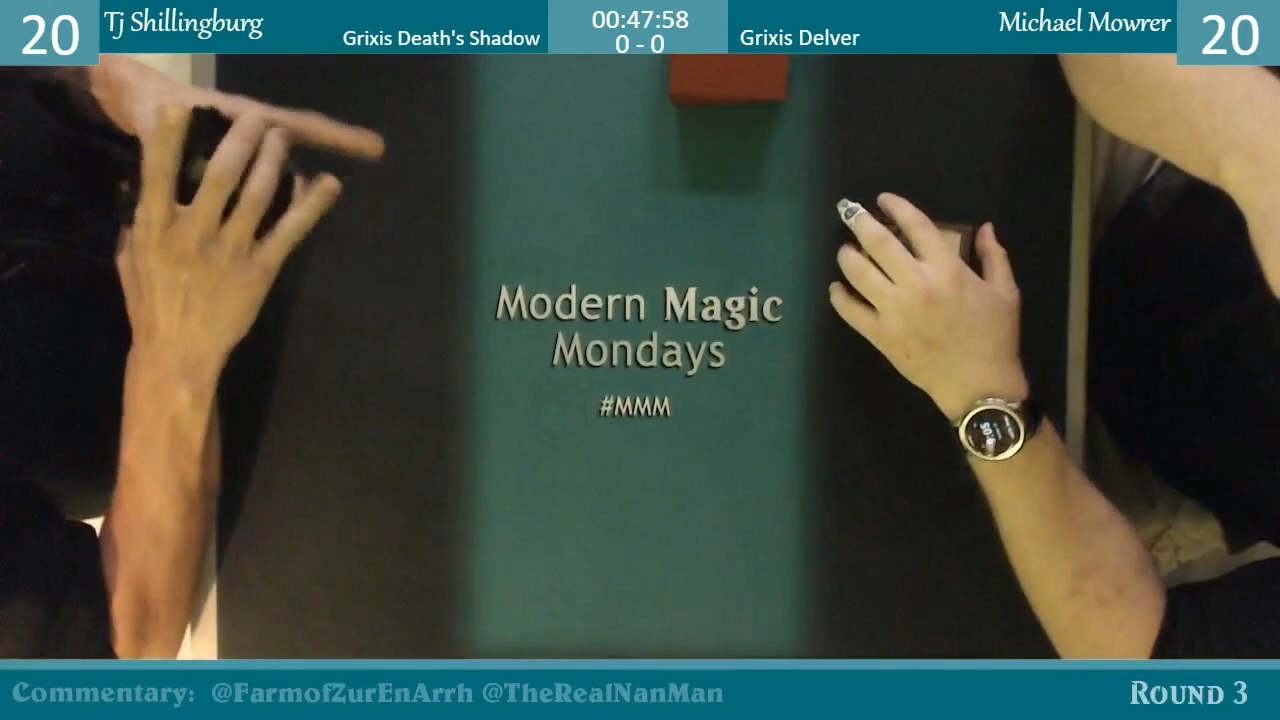 20
Tj Shillingburg
Grixis Death's Shadow
00:47:58
0 - 0
Grixis Delver
Michael Mowrer
20
Modern Magic
Mondays
#MMM
Commentary: @FarmofZurEnArrh @TheRealNanMan
Round 3